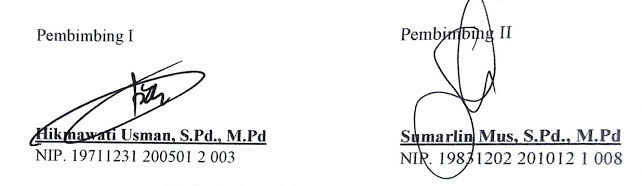 Pembimbing I
Hikmawati Usman, S.Pd., M.Pd
NIP. 19711231 200501 2 003
Pembimbing II
Sumarlin Mus, S.Pd., M.Pd
NIP. 19831202 201012 1 008